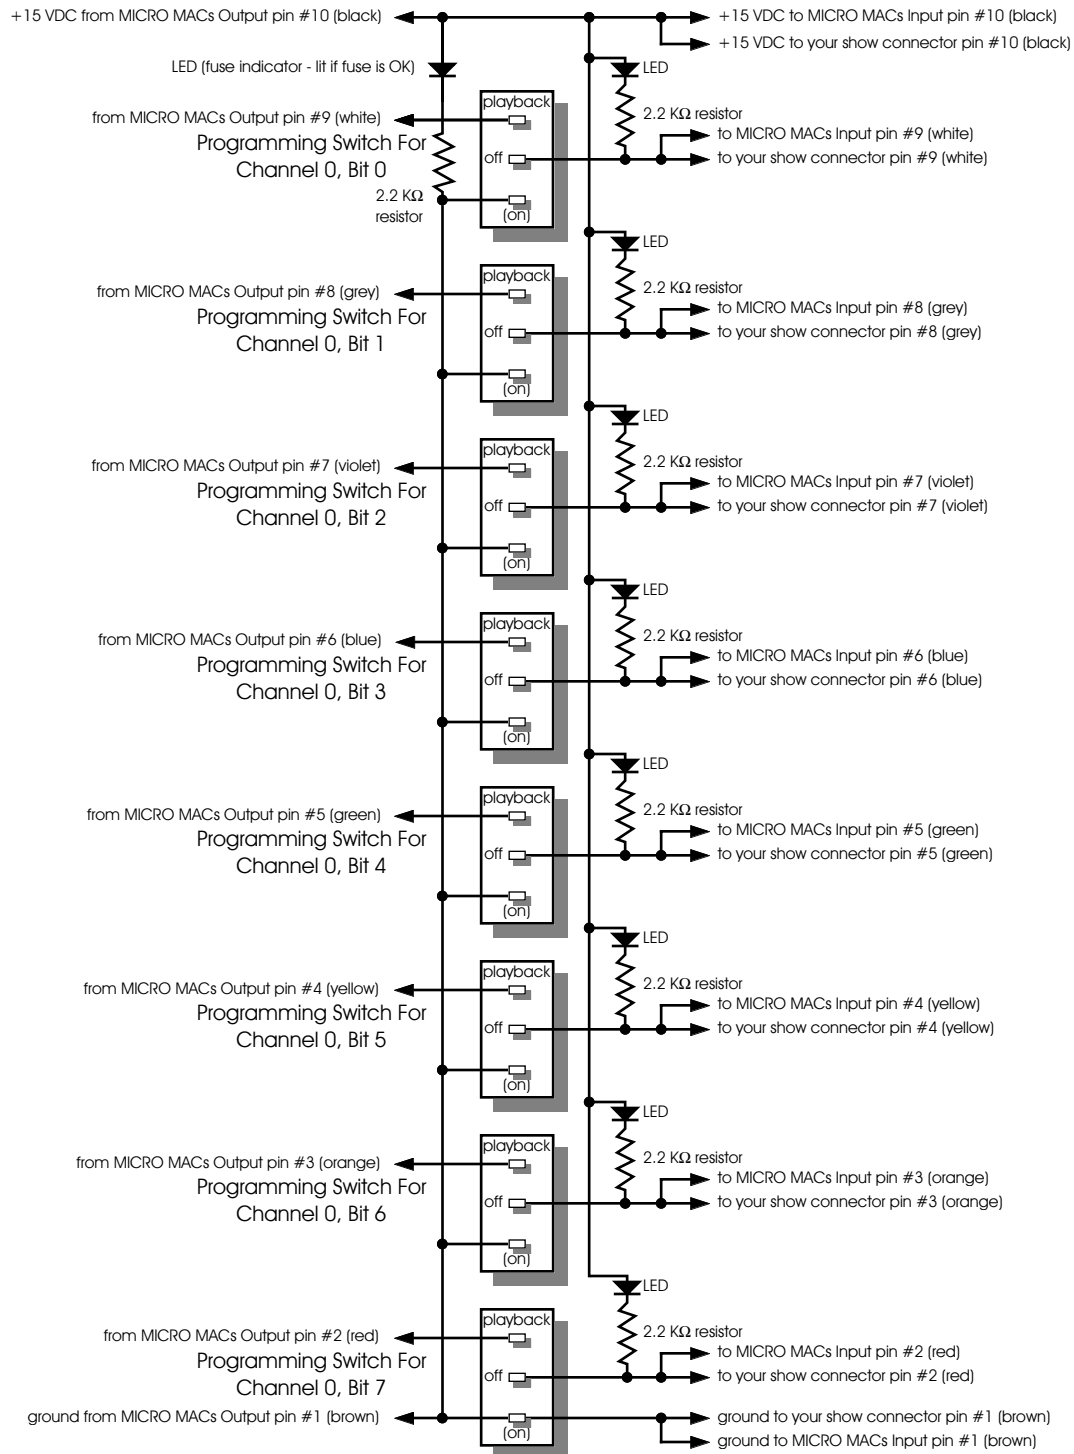 +15 VDC from MICRO MACs Output pin #10 (black)
+15 VDC to MICRO MACs Input pin #10 (black)
+15 VDC to your show connector pin #10 (black)
LED (fuse indicator - lit if fuse is OK)
LED
playback
2.2 KΩ resistor
from MICRO MACs Output pin #9 (white)
to MICRO MACs Input pin #9 (white)
Programming Switch For
Channel 0, Bit 0
off
to your show connector pin #9 (white)
2.2 KΩ
resistor
(on)
LED
playback
2.2 KΩ resistor
from MICRO MACs Output pin #8 (grey)
to MICRO MACs Input pin #8 (grey)
Programming Switch For
Channel 0, Bit 1
off
to your show connector pin #8 (grey)
(on)
LED
playback
2.2 KΩ resistor
from MICRO MACs Output pin #7 (violet)
to MICRO MACs Input pin #7 (violet)
Programming Switch For
Channel 0, Bit 2
off
to your show connector pin #7 (violet)
(on)
LED
playback
2.2 KΩ resistor
from MICRO MACs Output pin #6 (blue)
to MICRO MACs Input pin #6 (blue)
Programming Switch For
Channel 0, Bit 3
off
to your show connector pin #6 (blue)
(on)
LED
playback
2.2 KΩ resistor
from MICRO MACs Output pin #5 (green)
to MICRO MACs Input pin #5 (green)
Programming Switch For
Channel 0, Bit 4
off
to your show connector pin #5 (green)
(on)
LED
playback
2.2 KΩ resistor
from MICRO MACs Output pin #4 (yellow)
to MICRO MACs Input pin #4 (yellow)
Programming Switch For
Channel 0, Bit 5
off
to your show connector pin #4 (yellow)
(on)
LED
playback
2.2 KΩ resistor
from MICRO MACs Output pin #3 (orange)
to MICRO MACs Input pin #3 (orange)
Programming Switch For
Channel 0, Bit 6
off
to your show connector pin #3 (orange)
(on)
LED
playback
2.2 KΩ resistor
from MICRO MACs Output pin #2 (red)
to MICRO MACs Input pin #2 (red)
Programming Switch For
Channel 0, Bit 7
off
to your show connector pin #2 (red)
ground from MICRO MACs Output pin #1 (brown)
(on)
ground to your show connector pin #1 (brown)
ground to MICRO MACs Input pin #1 (brown)